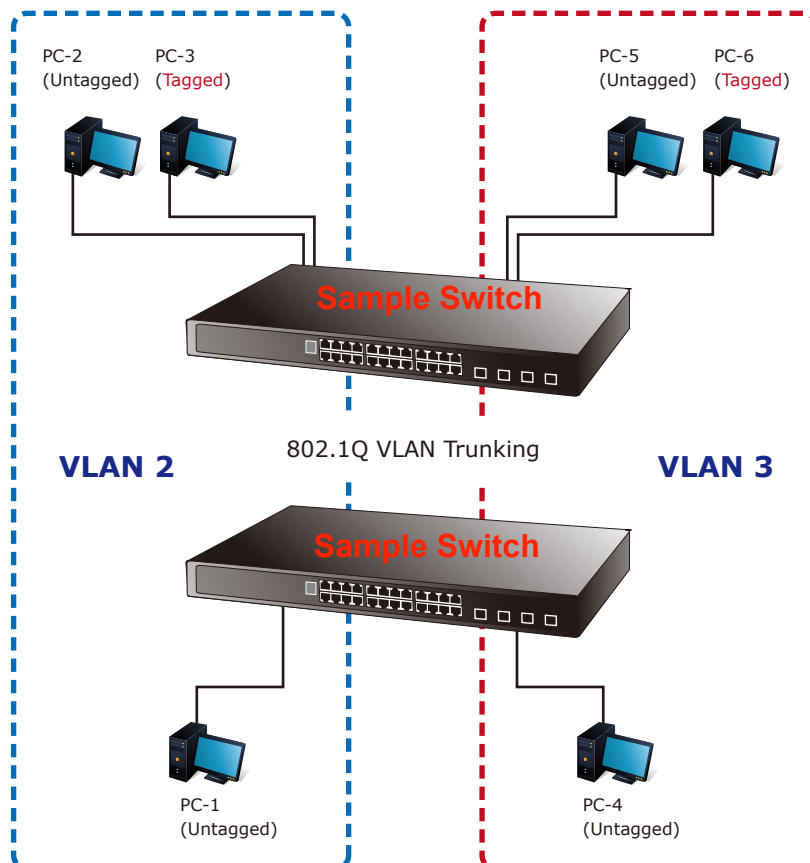 PC-2
(Untagged)
PC-3
(Tagged)
PC-5
(Untagged)
PC-6
(Tagged)
Sample Switch
802.1Q VLAN Trunking
VLAN 2
VLAN 3
Sample Switch
PC-1
(Untagged)
PC-4
(Untagged)